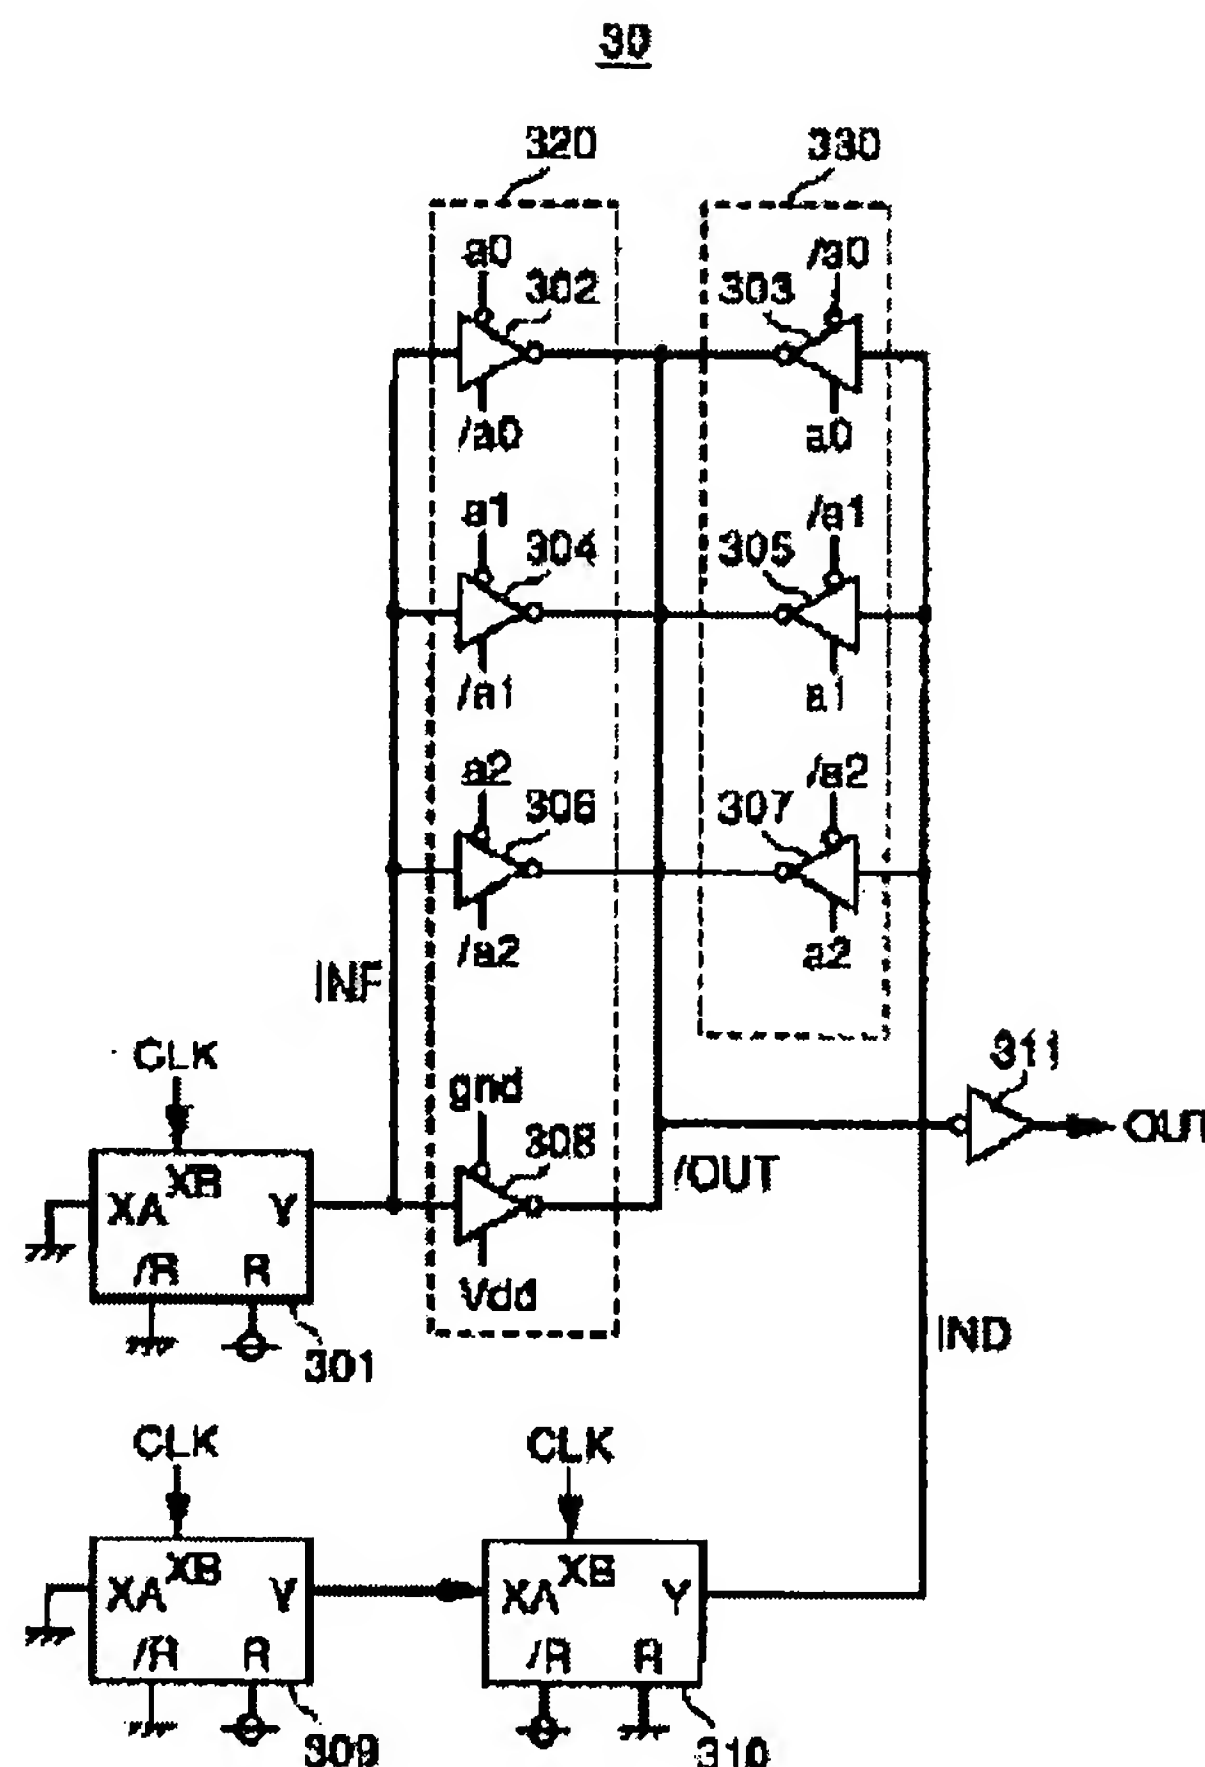 30
320 330
a0 /a0
302 303
/a0 a0
a1 /a1
304 305
/a1 a1
a2 /a2
306 307
/a2 a2
INF
CLK 311
gnd
308 OUT
XB /OUT
XA Y
/R R
Vdd
301 IND
CLK CLK
XB XB
XA Y XA Y
/R R /R R
309 310